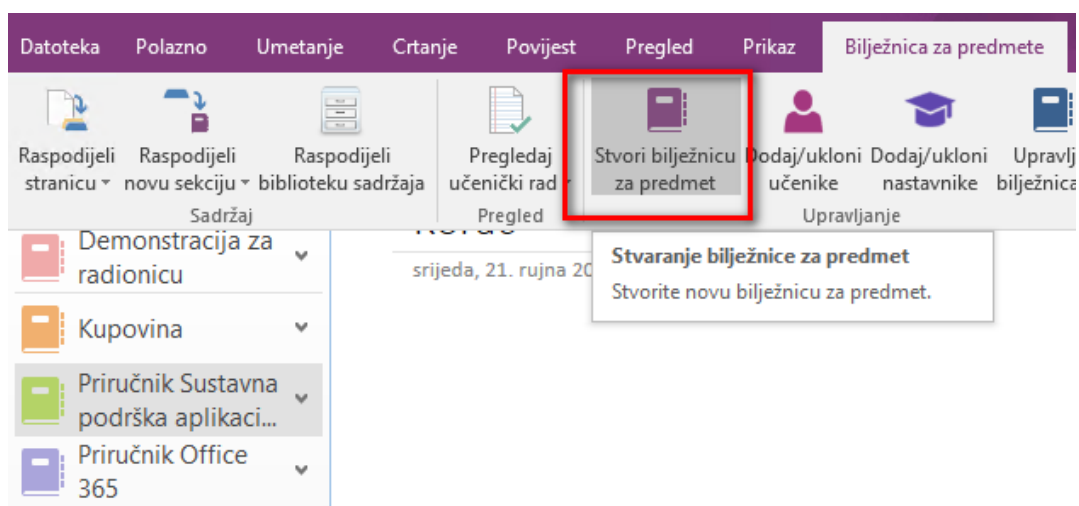 Datoteka Polazno Umetanje Crtanje Povijest Pregled Prikaz Bilježnica za predmete
Raspodijeli stranicu
Raspodijeli novu sekciju
Raspodijeli biblioteku sadržaja
Pregledaj učenički rad
Stvori bilježnicu za predmet
Dodaj/ukloni učenike
Dodaj/ukloni nastavnike
Upravlj bilježnica
Sadržaj Pregled Upravljanje
Demonstracija za
radionicu
Kupovina
Priručnik Sustavna
podrška aplikaci...
Priručnik Office
365
srijeda, 21. rujna 20
Stvaranje bilježnice za predmet
Stvorite novu bilježnicu za predmet.